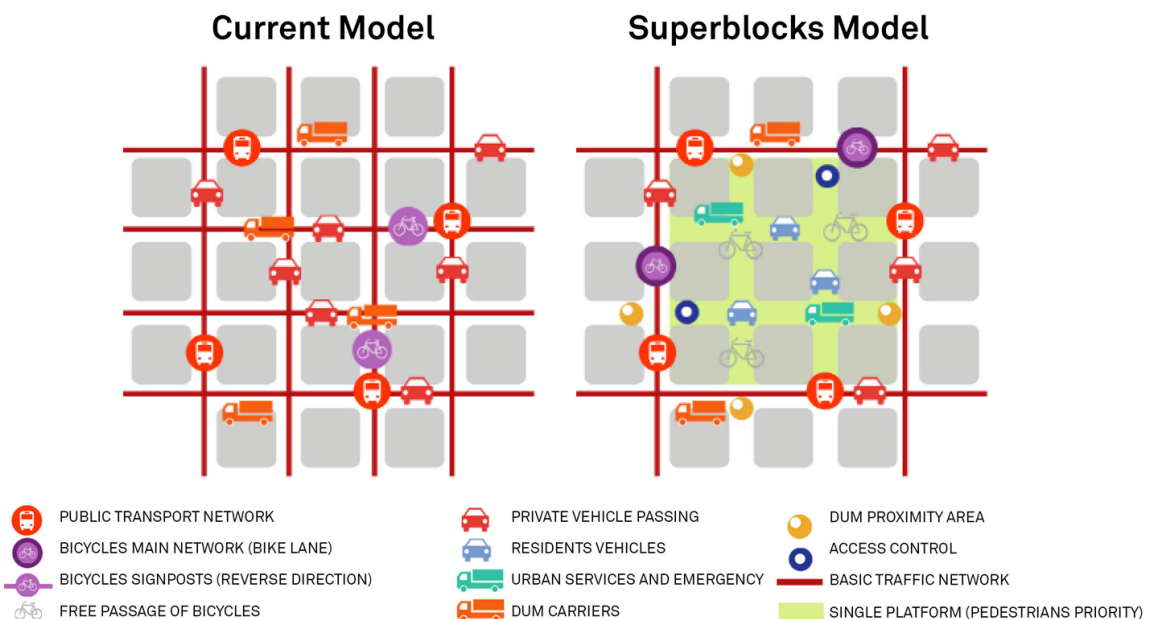 Current Model
Superblocks Model
PUBLIC TRANSPORT NETWORK
BICYCLES MAIN NETWORK (BIKE LANE)
BICYCLES SIGNPOSTS (REVERSE DIRECTION)
FREE PASSAGE OF BICYCLES
PRIVATE VEHICLE PASSING
RESIDENTS VEHICLES
URBAN SERVICES AND EMERGENCY
DUM CARRIERS
DUM PROXIMITY AREA
ACCESS CONTROL
BASIC TRAFFIC NETWORK
SINGLE PLATFORM (PEDESTRIANS PRIORITY)